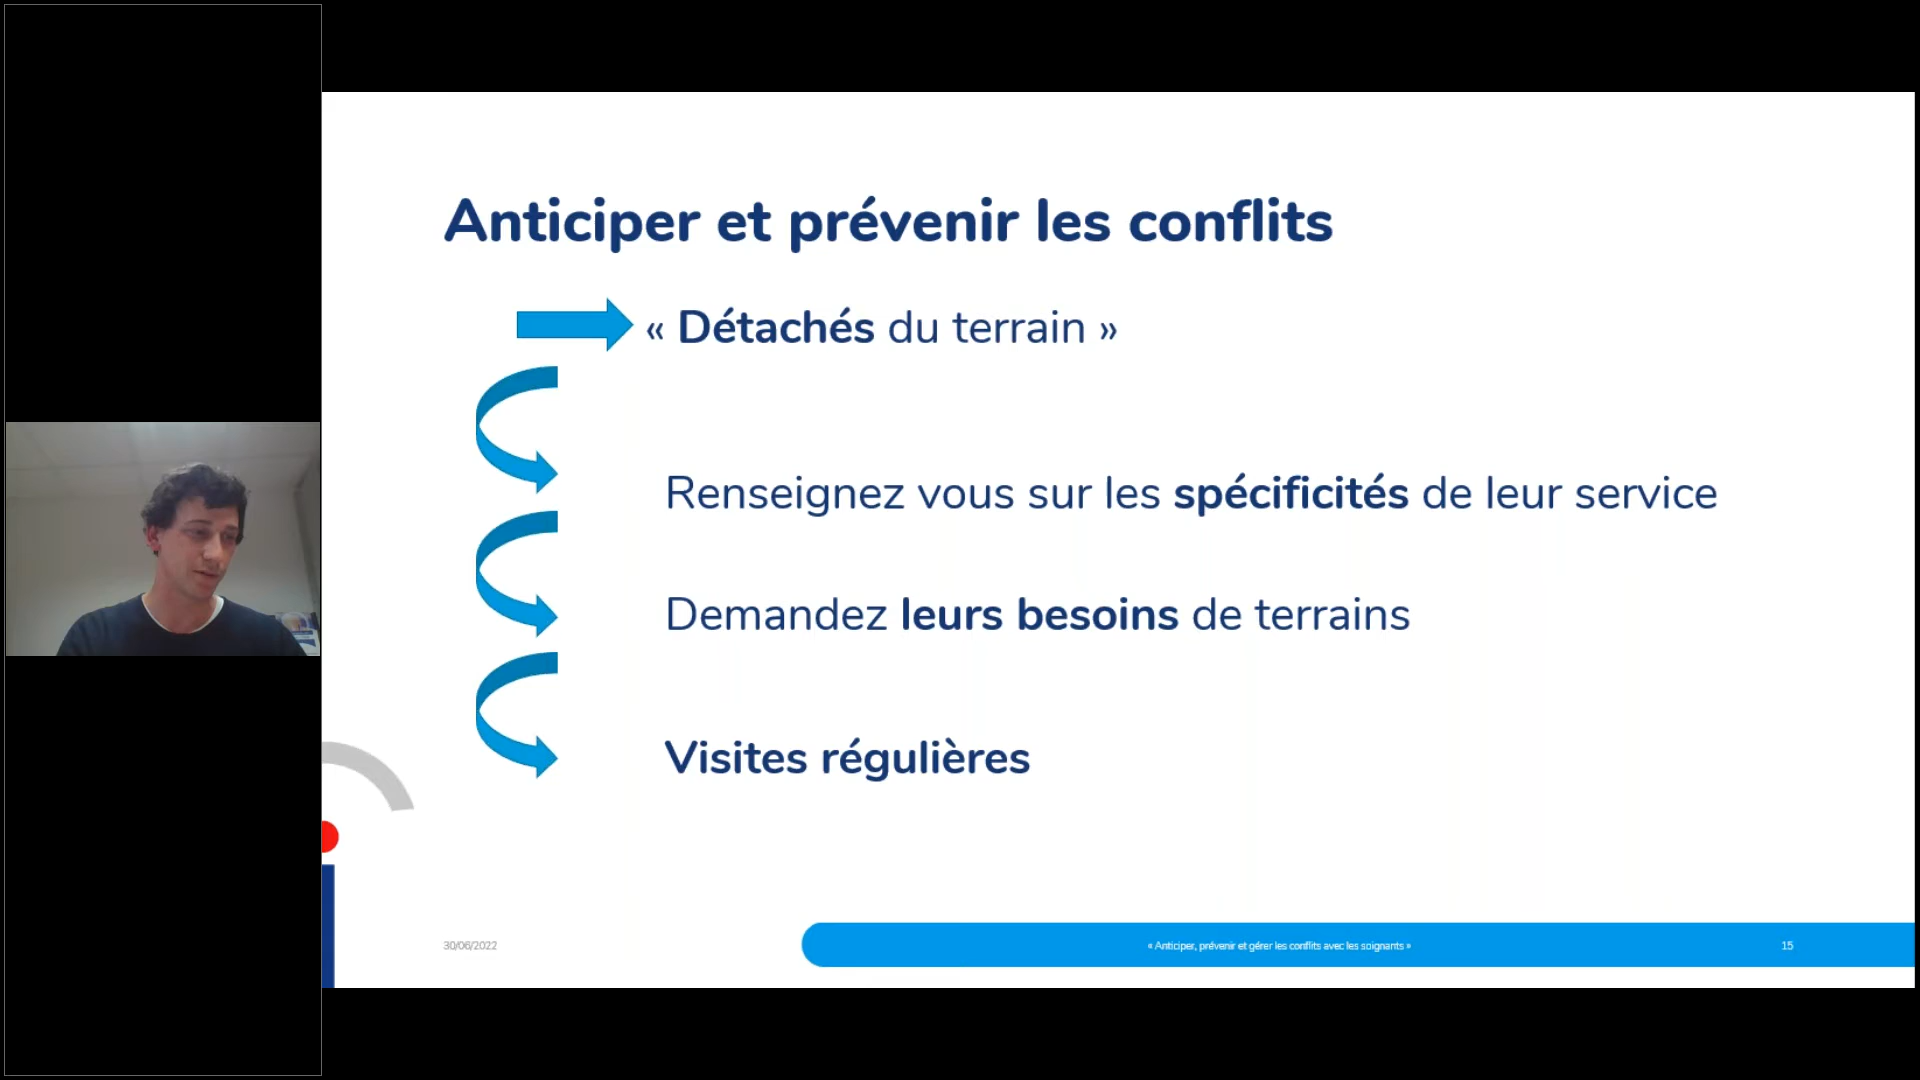 Anticiper et prévenir les conflits
« Détachés du terrain »
Renseignez vous sur les spécificités de leur service
Demandez leurs besoins de terrains
Visites régulières
30/06/2022
« Anticiper, prévenir et gérer les conflits avec les soignants »
15